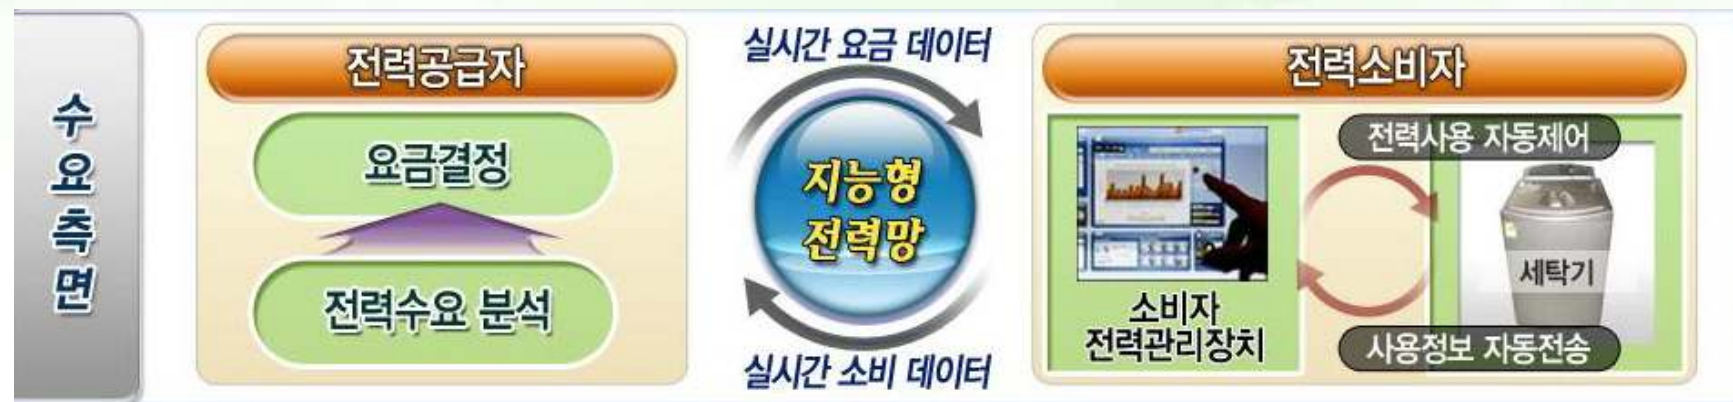 수요측면
전력공급자
요금결정
전력수요 분석
실시간 요금 데이터
지능형
전력망
실시간 소비 데이터
전력소비자
소비자
전력관리장치
전력사용 자동제어
세탁기
사용정보 자동전송